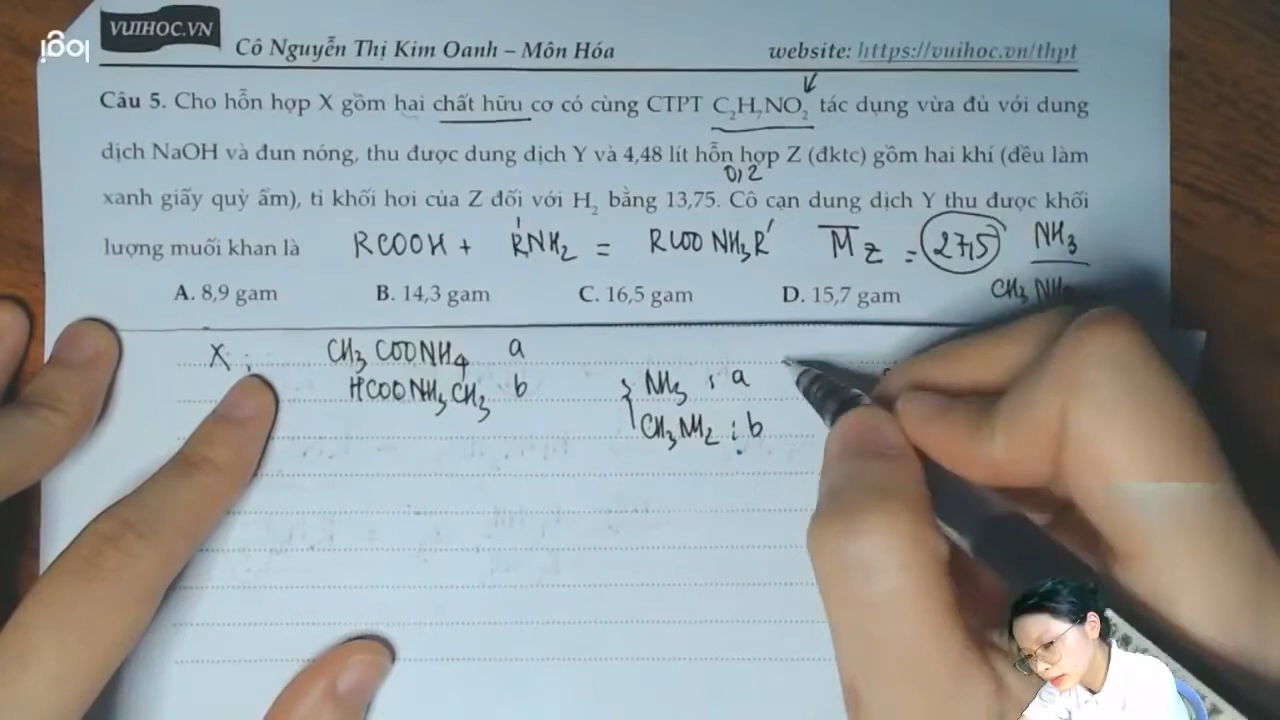 logi
VUIHOC.VN
Cô Nguyễn Thị Kim Oanh – Môn Hóa website: https://vuihoc.vn/thpt
Câu 5. Cho hỗn hợp X gồm hai chất hữu cơ có cùng CTPT C₂H₇NO₂ tác dụng vừa đủ với dung
dịch NaOH và đun nóng, thu được dung dịch Y và 4,48 lít hỗn hợp Z (đktc) gồm hai khí (đều làm
0,2
xanh giấy quỳ ẩm), tỉ khối hơi của Z đối với H₂ bằng 13,75. Cô cạn dung dịch Y thu được khối
lượng muối khan là RCOOH + R'NH₂ = RCOONH₃R' M̅z = 27,5 NH₃
CH₃
A. 8,9 gam B. 14,3 gam C. 16,5 gam D. 15,7 gam
X : CH₃COONH₄ a
HCOONH₃CH₃ b
{ NH₃ : a
CH₃NH₂ : b